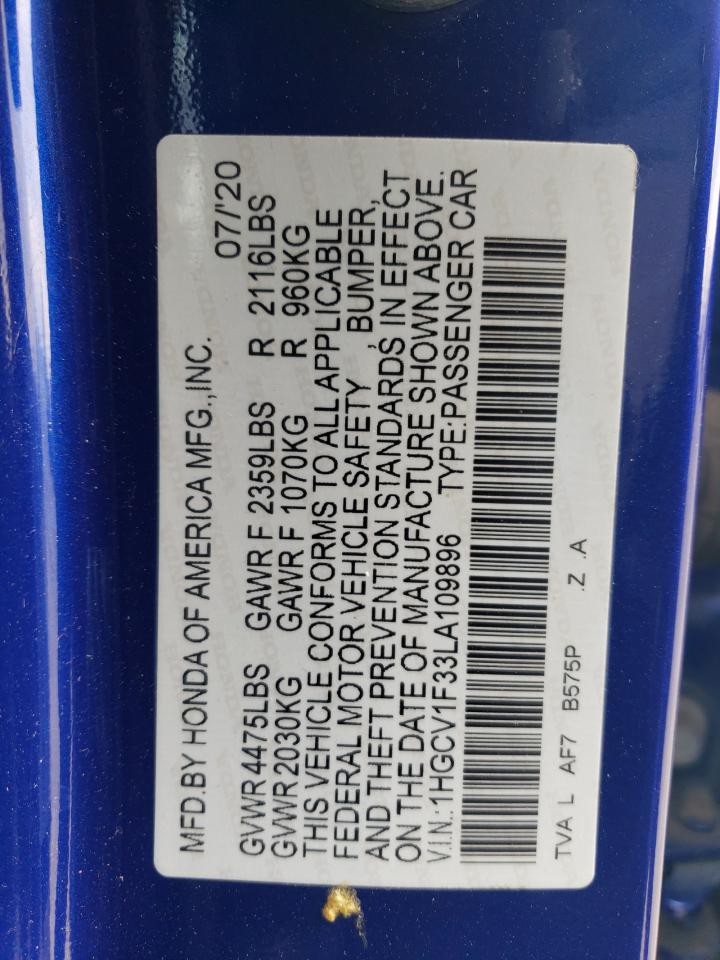 MFD.BY HONDA OF AMERICA MFG.,INC. 07/'20
GVWR 4475LBS GAWR F 2359LBS R 2116LBS
GVWR 2030KG GAWR F 1070KG R 960KG
THIS VEHICLE CONFORMS TO ALL APPLICABLE
FEDERAL MOTOR VEHICLE SAFETY , BUMPER,
AND THEFT PREVENTION STANDARDS IN EFFECT
ON THE DATE OF MANUFACTURE SHOWN ABOVE.
V.I.N.:1HGCV1F33LA109896 TYPE:PASSENGER CAR
TVA L AF7 B575P .Z .A